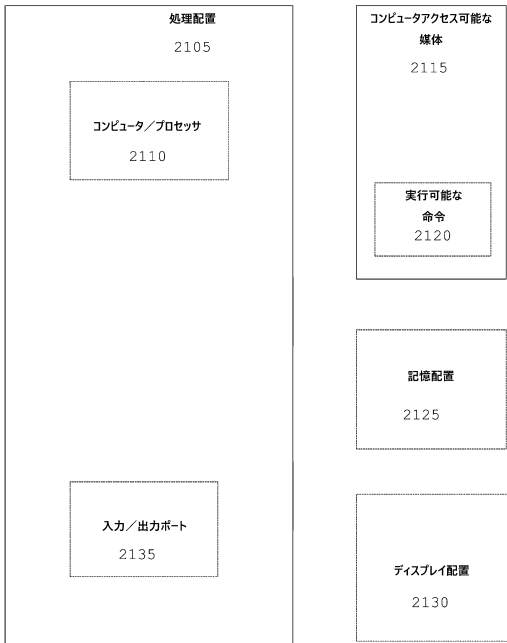 処理配置
2105
コンピュータ／プロセッサ
2110
入力／出力ポート
2135
コンピュータアクセス可能な
媒体
2115
実行可能な
命令
2120
記憶配置
2125
ディスプレイ配置
2130